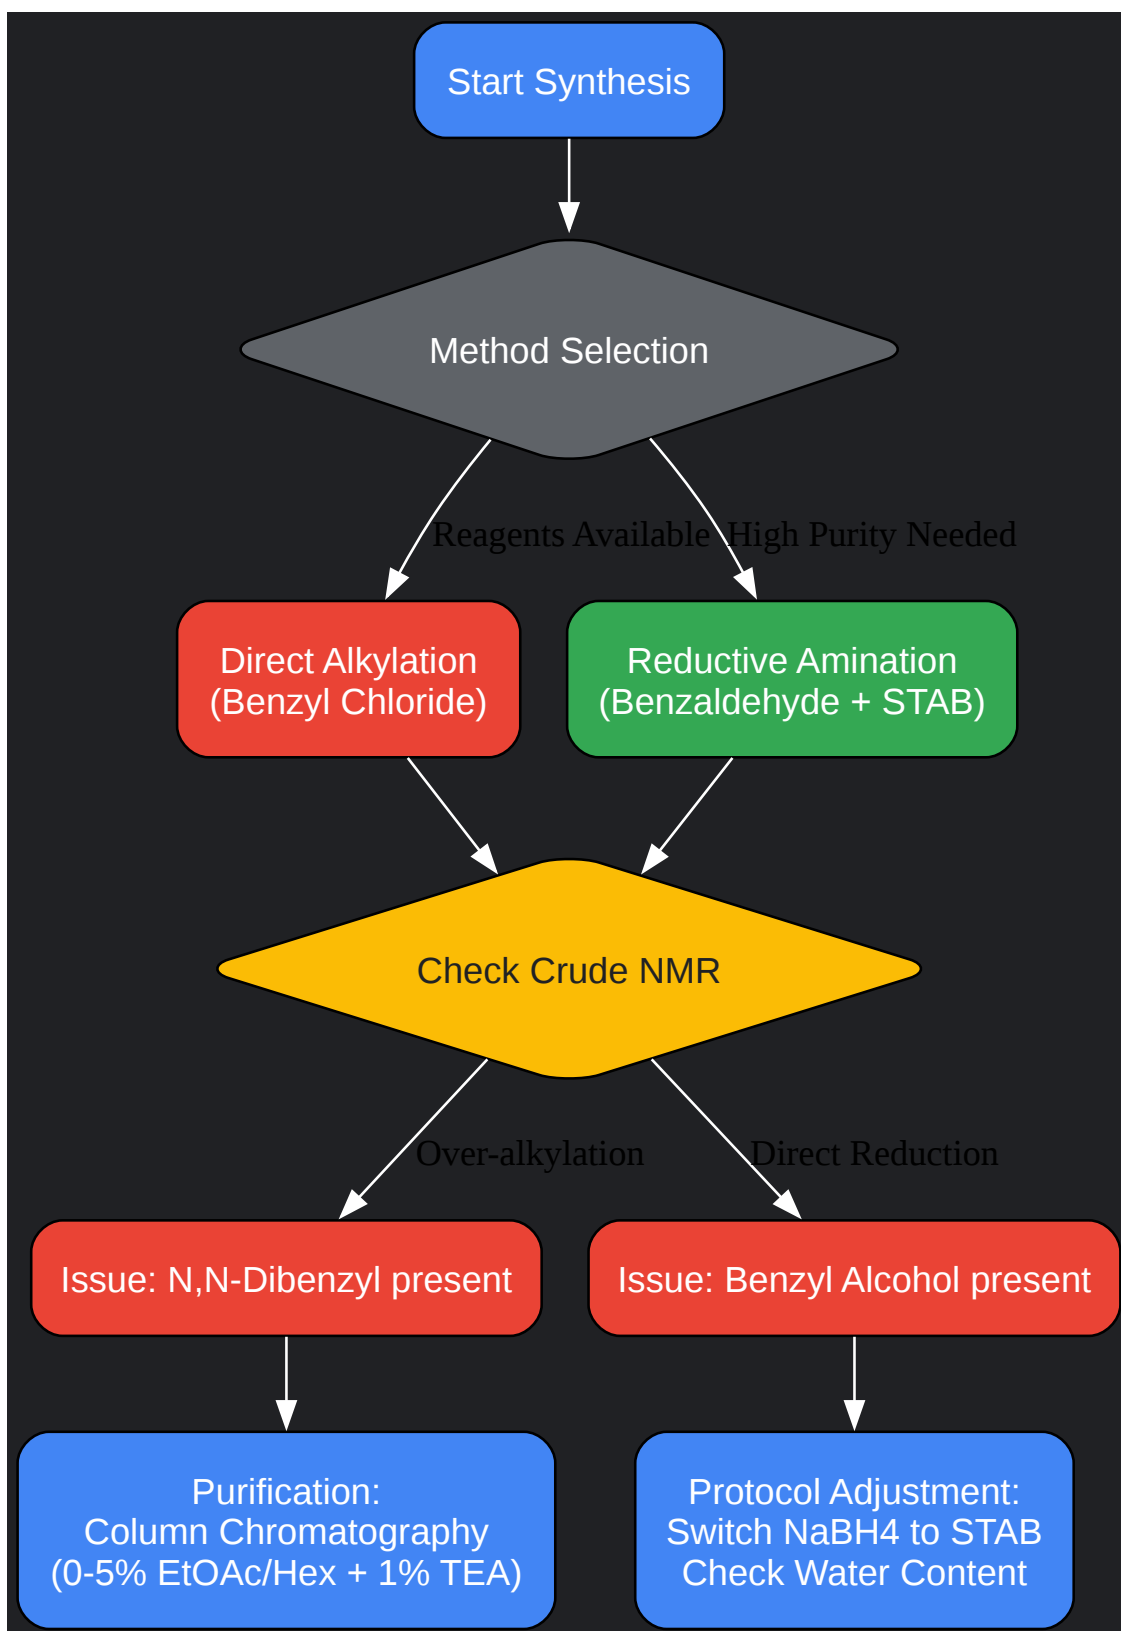 Start Synthesis
Method Selection
Reagents Available
High Purity Needed
Direct Alkylation
(Benzyl Chloride)
Reductive Amination
(Benzaldehyde + STAB)
Check Crude NMR
Over-alkylation
Direct Reduction
Issue: N,N-Dibenzyl present
Issue: Benzyl Alcohol present
Purification:
Column Chromatography
(0-5% EtOAc/Hex + 1% TEA)
Protocol Adjustment:
Switch NaBH4 to STAB
Check Water Content